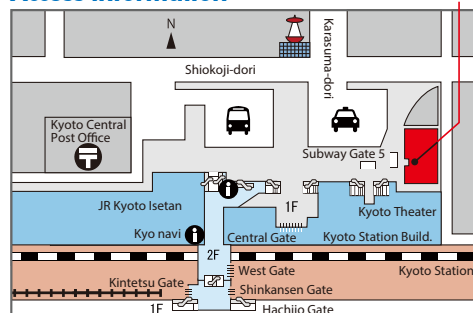 N
Karasuma-dori
Shiokoji-dori
Kyoto Central
Post Office
Subway Gate 5
JR Kyoto Isetan
1F
Kyoto Theater
Kyo navi
2F
Central Gate
Kyoto Station Build.
West Gate
Kyoto Station
Kintetsu Gate
Shinkansen Gate
1F
Hachijo Gate